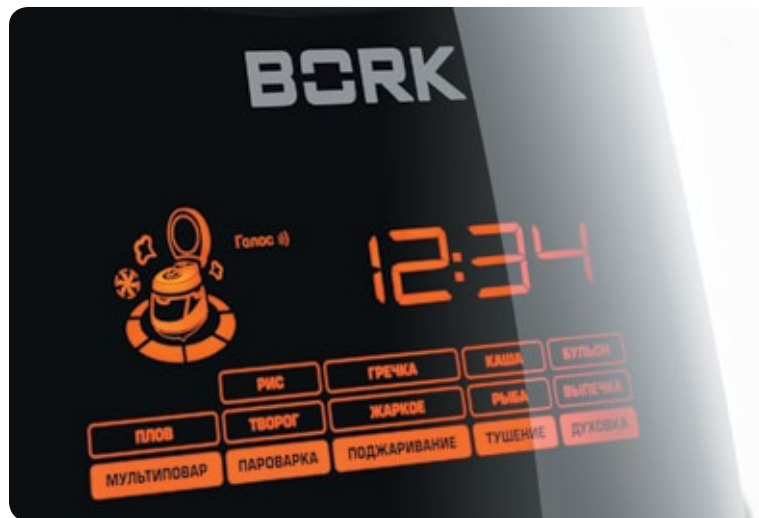 BORK
Голос
12:34
РИС ГРЕЧКА КАША БУЛЬОН
ПЛОВ ТВОРОГ ЖАРКОЕ РЫБА ВЫПЕЧКА
МУЛЬТИПОВАР ПАРОВАРКА ПОДЖАРИВАНИЕ ТУШЕНИЕ ДУХОВКА